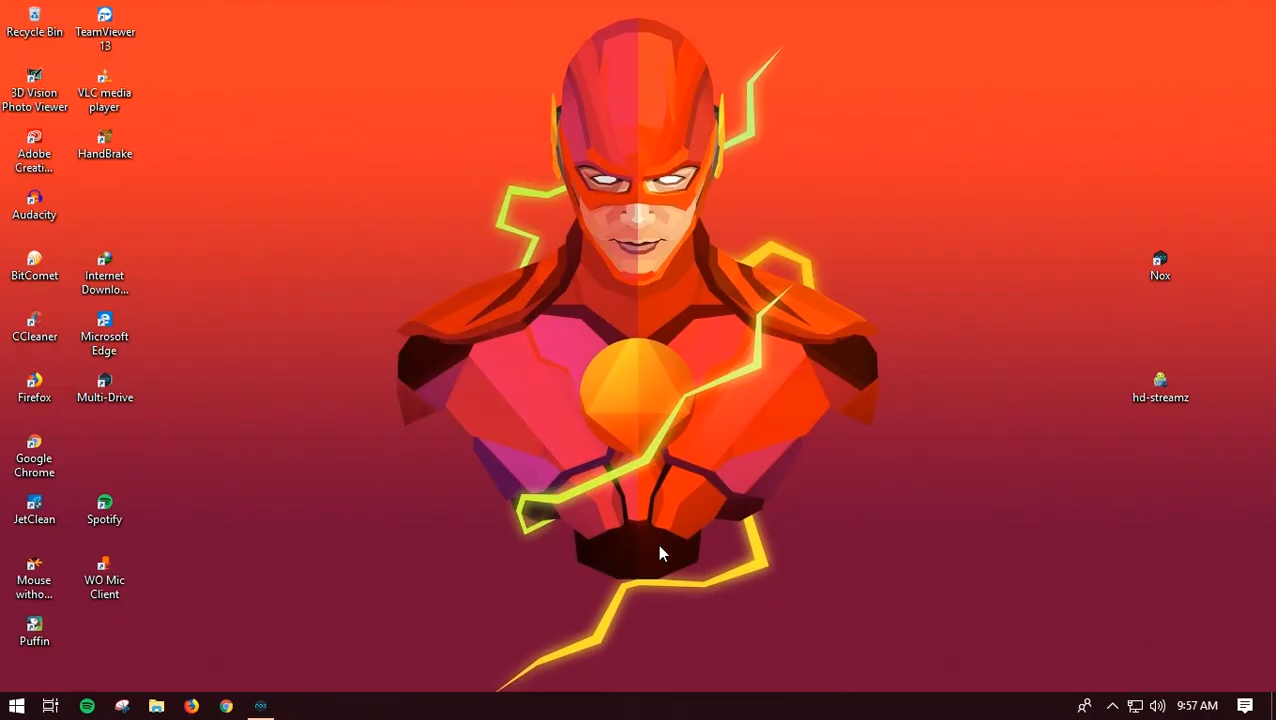 Recycle Bin
TeamViewer
13
3D Vision
Photo Viewer
VLC media
player
Adobe
Creati...
HandBrake
Audacity
BitComet
Internet
Downlo...
Nox
CCleaner
Microsoft
Edge
Firefox
Multi-Drive
hd-streamz
Google
Chrome
JetClean
Spotify
Mouse
witho...
WO Mic
Client
Puffin
9:57 AM